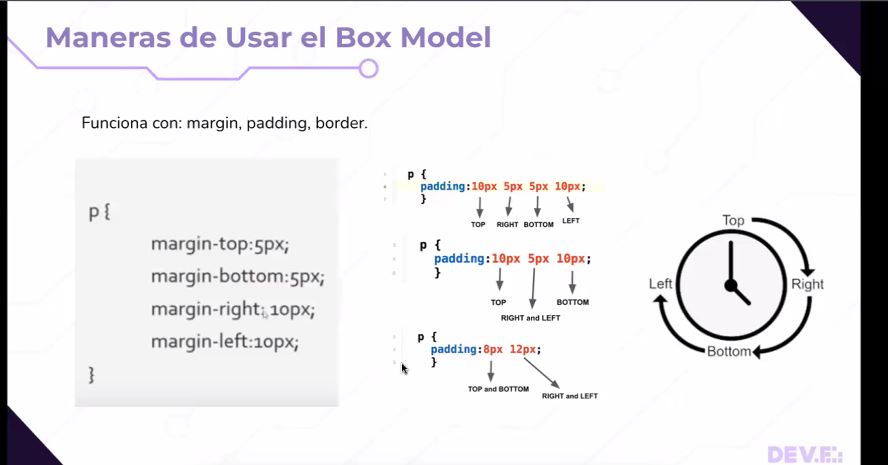 Maneras de Usar el Box Model
Funciona con: margin, padding, border.
p {
margin-top:5px;
margin-bottom:5px;
margin-right: 10px;
margin-left:10px;
}
p {
padding:10px 5px 5px 10px;
}
TOP RIGHT BOTTOM LEFT
p {
padding:10px 5px 10px;
}
TOP BOTTOM
RIGHT and LEFT
p {
padding:8px 12px;
}
TOP and BOTTOM
RIGHT and LEFT
Top
Left Right
Bottom
DEV.F.: